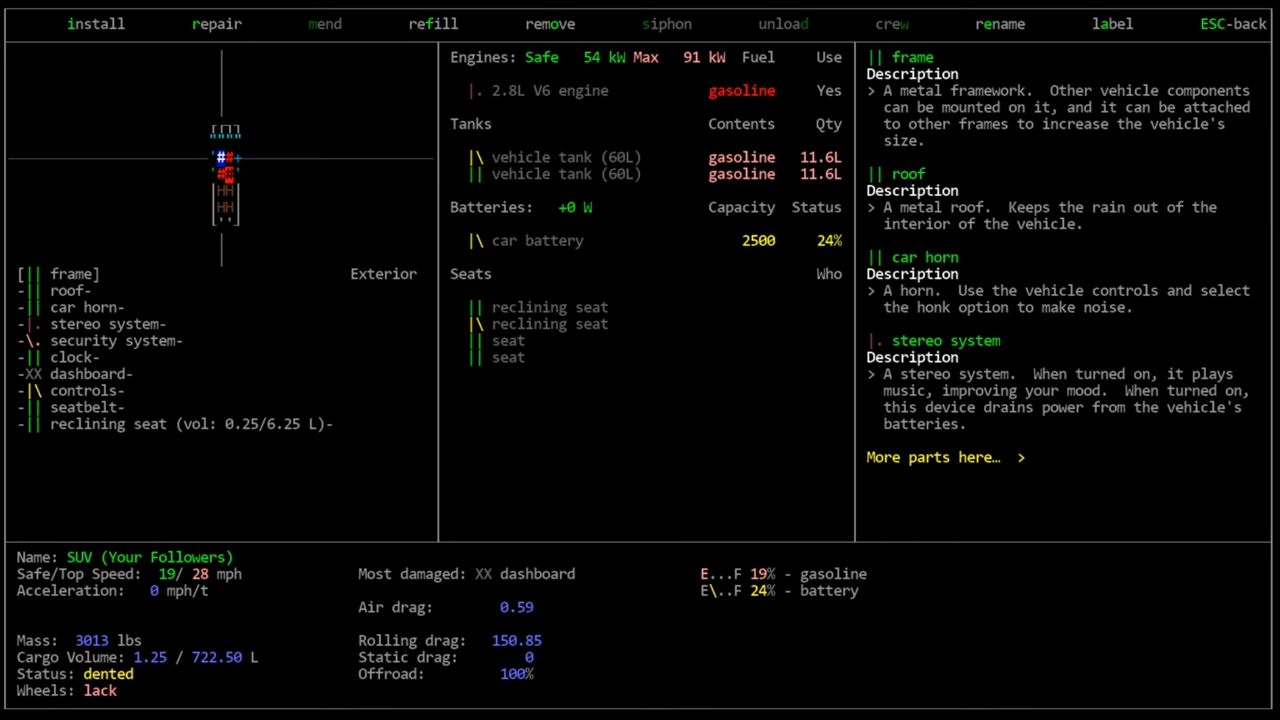 install repair mend refill remove siphon unload crew rename label ESC-back
Engines: Safe 54 kW Max 91 kW Fuel Use
|. 2.8L V6 engine gasoline Yes
Tanks Contents Qty
|\ vehicle tank (60L) gasoline 11.6L
|| vehicle tank (60L) gasoline 11.6L
Batteries: +0 W Capacity Status
|\ car battery 2500 24%
Seats Who
|| reclining seat
|\ reclining seat
|| seat
|| seat
[|| frame] Exterior
-|| roof-
-|| car horn-
-|. stereo system-
-\. security system-
-|| clock-
-XX dashboard-
-|\ controls-
-|| seatbelt-
-|| reclining seat (vol: 0.25/6.25 L)-
|| frame
Description
> A metal framework. Other vehicle components
can be mounted on it, and it can be attached
to other frames to increase the vehicle's
size.
|| roof
Description
> A metal roof. Keeps the rain out of the
interior of the vehicle.
|| car horn
Description
> A horn. Use the vehicle controls and select
the honk option to make noise.
|. stereo system
Description
> A stereo system. When turned on, it plays
music, improving your mood. When turned on,
this device drains power from the vehicle's
batteries.
More parts here… >
Name: SUV (Your Followers)
Safe/Top Speed: 19/ 28 mph
Acceleration: 0 mph/t
Mass: 3013 lbs
Cargo Volume: 1.25 / 722.50 L
Status: dented
Wheels: lack
Most damaged: XX dashboard
Air drag: 0.59
Rolling drag: 150.85
Static drag: 0
Offroad: 100%
E...F 19% - gasoline
E\..F 24% - battery